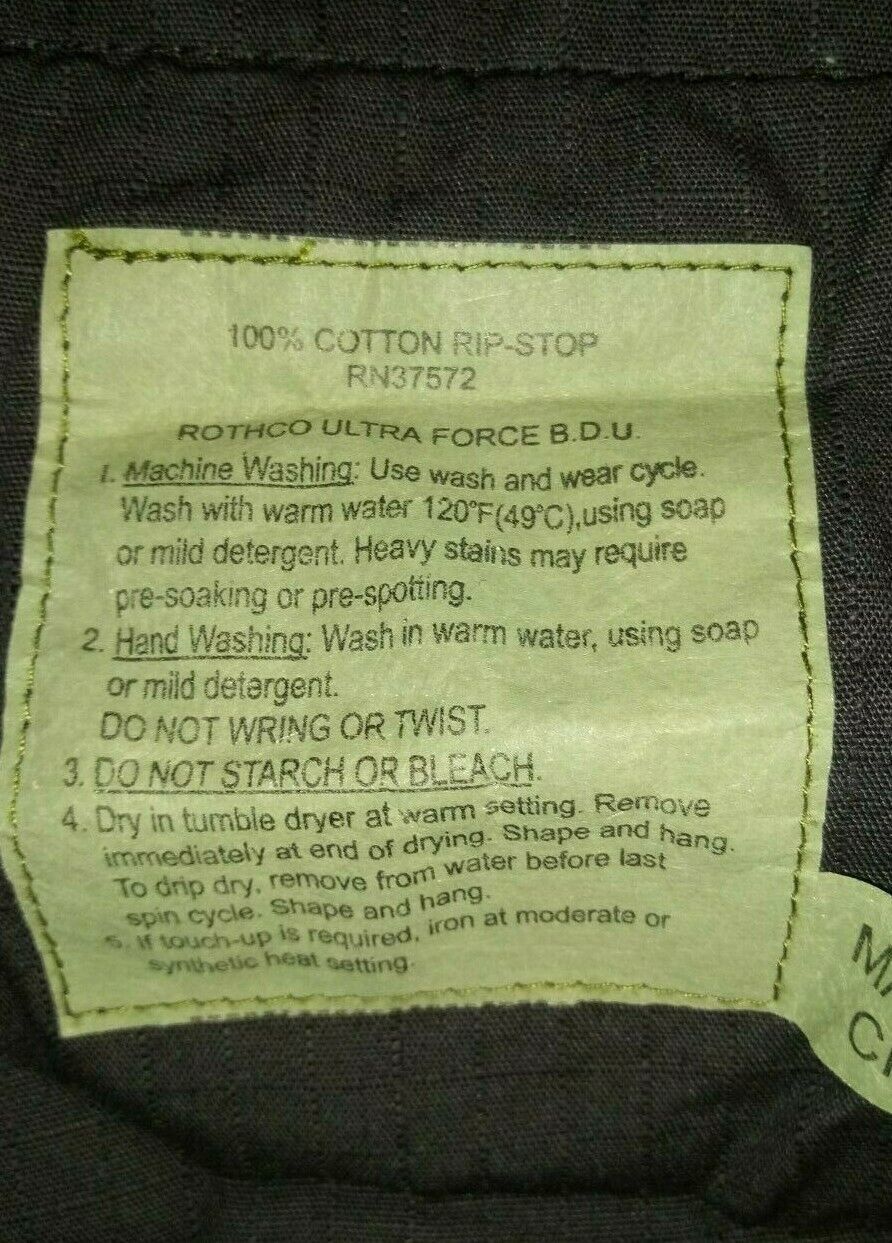 100% COTTON RIP-STOP
RN37572
ROTHCO ULTRA FORCE B.D.U.
1. Machine Washing: Use wash and wear cycle.
Wash with warm water 120°F(49°C),using soap
or mild detergent. Heavy stains may require
pre-soaking or pre-spotting.
2. Hand Washing: Wash in warm water, using soap
or mild detergent.
DO NOT WRING OR TWIST.
3. DO NOT STARCH OR BLEACH.
4. Dry in tumble dryer at warm setting. Remove
immediately at end of drying. Shape and hang.
To drip dry, remove from water before last
spin cycle. Shape and hang.
5. If touch-up is required, iron at moderate or
synthetic heat setting.